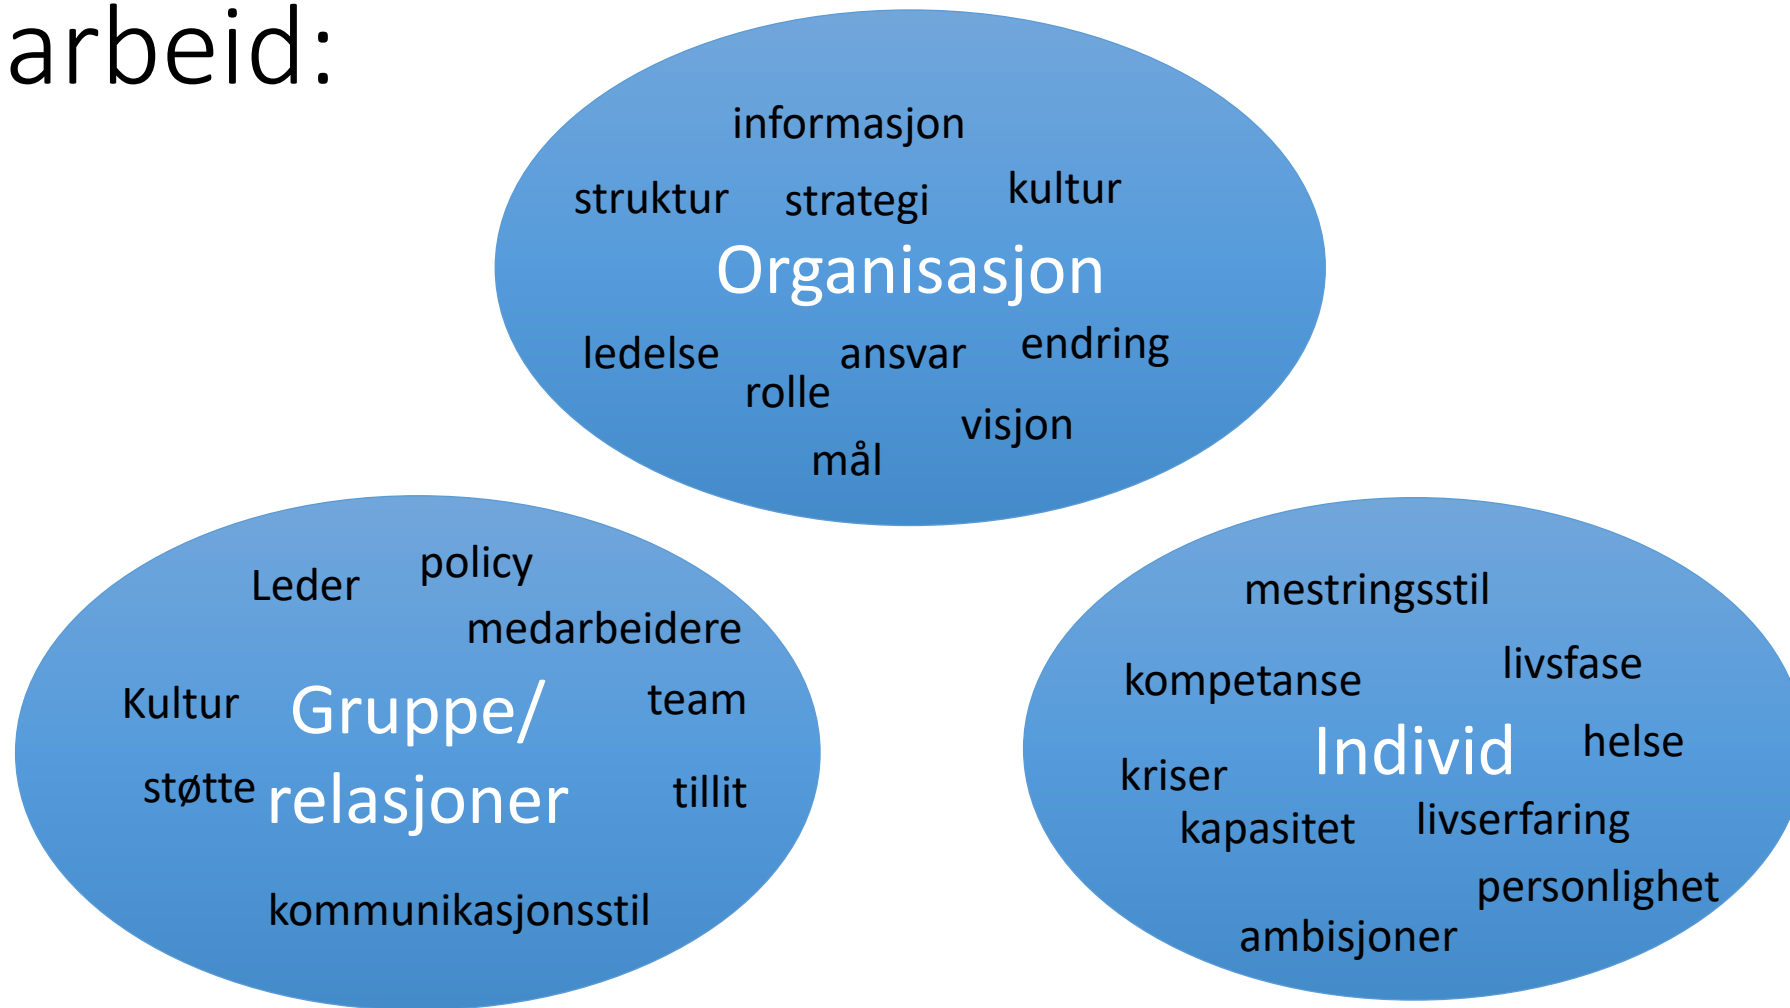 arbeid:
informasjon
struktur strategi kultur
Organisasjon
ledelse ansvar endring
rolle
visjon
mål
Leder policy
medarbeidere
Kultur Gruppe/ team
støtte relasjoner tillit
kommunikasjonsstil
mestringsstil
kompetanse livsfase
Individ helse
kriser
kapasitet livserfaring
personlighet
ambisjoner